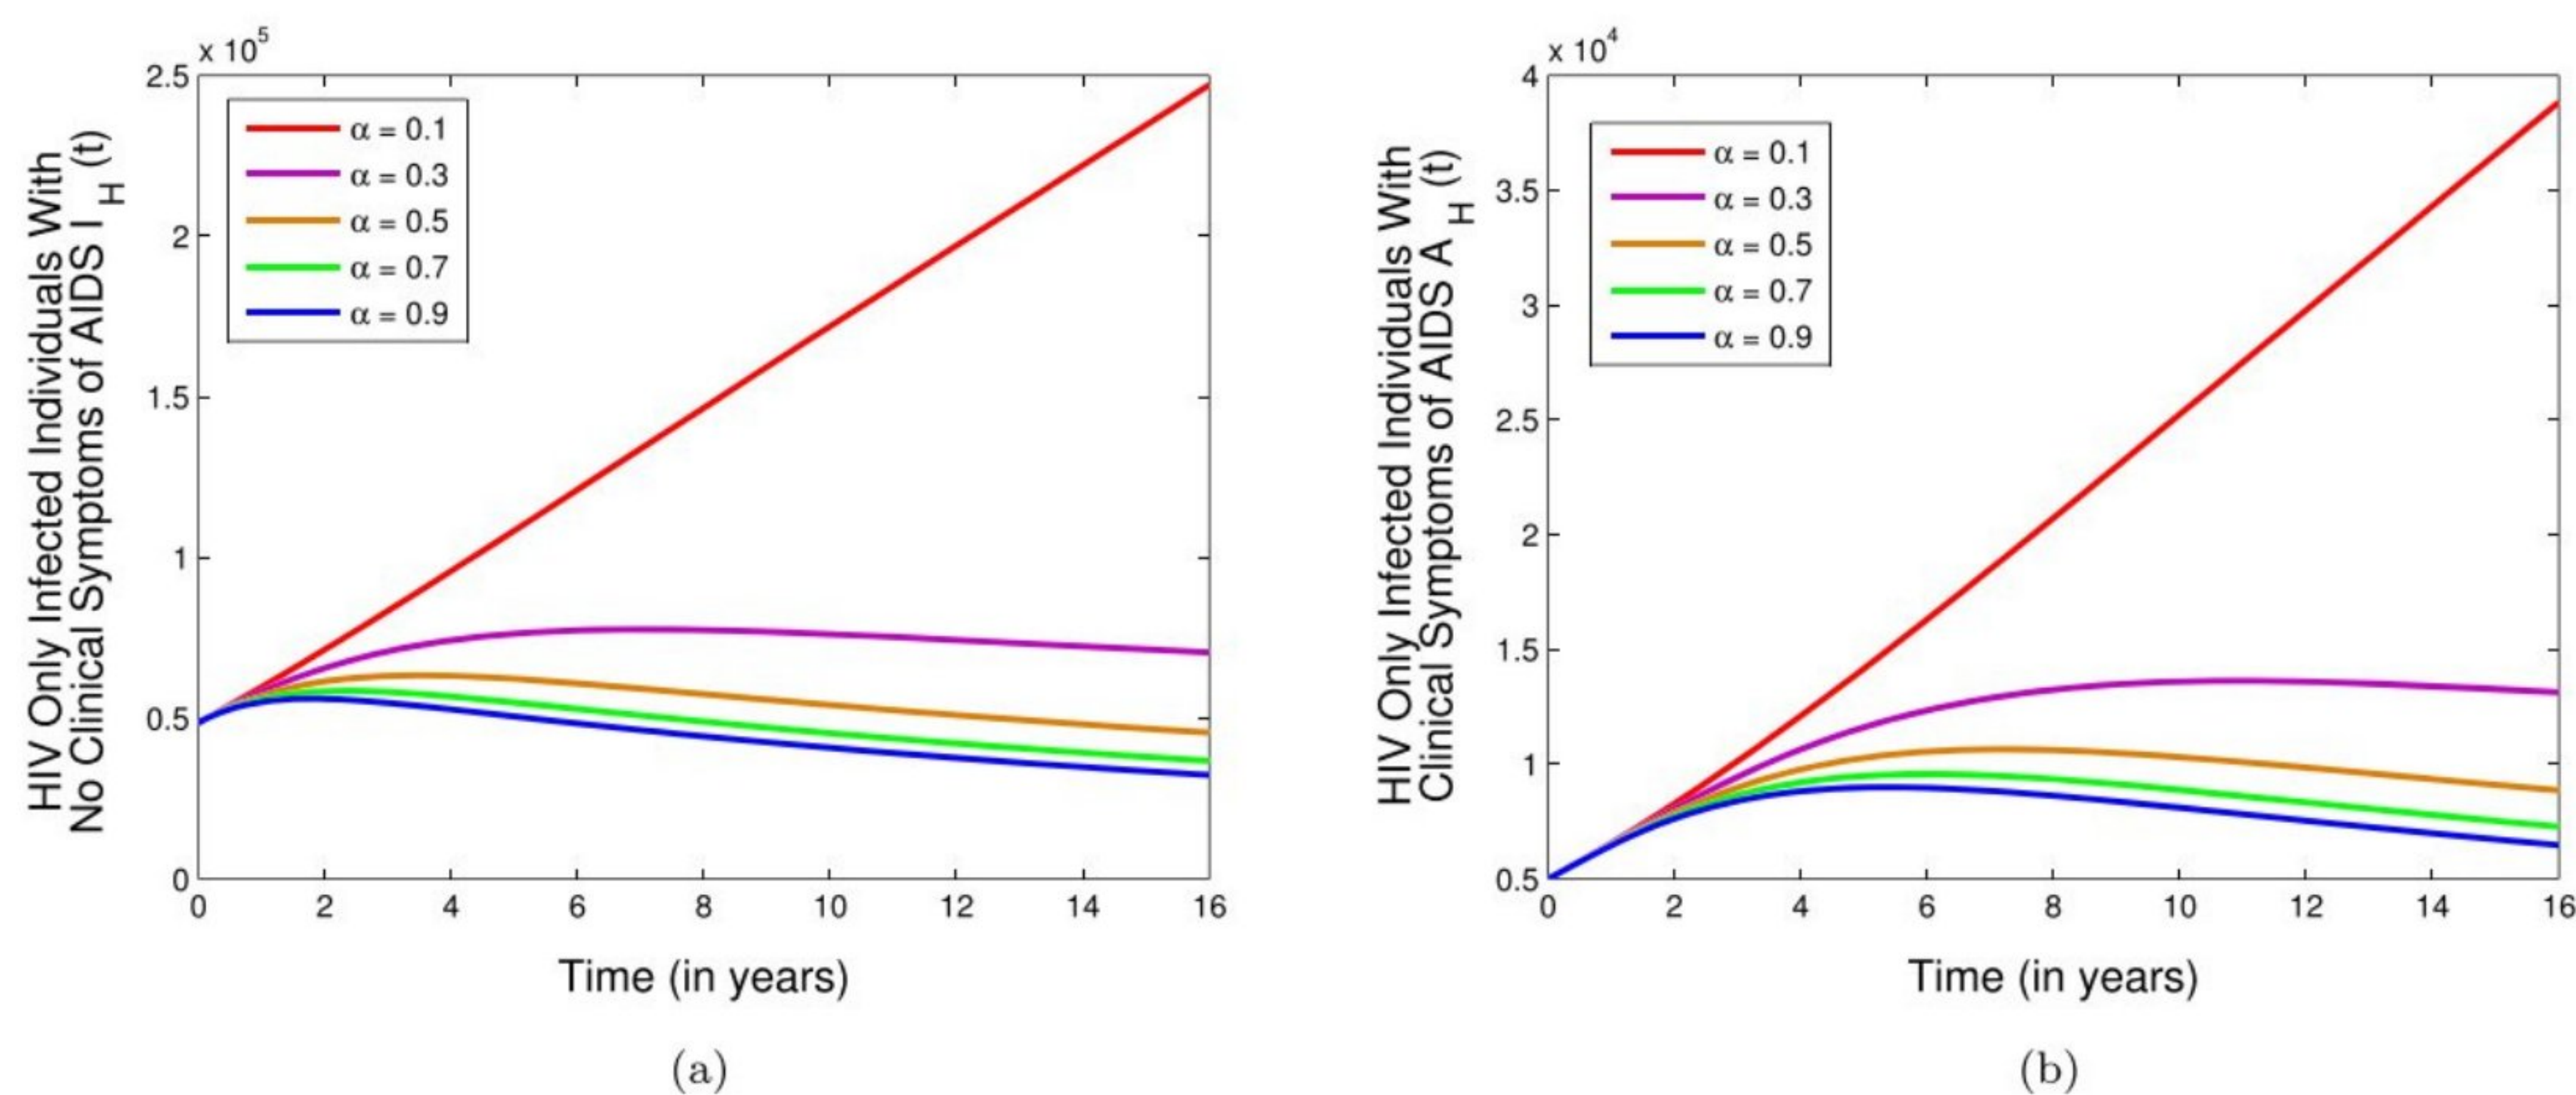 x 10^5
2.5
2
1.5
1
0.5
0
α = 0.1
α = 0.3
α = 0.5
α = 0.7
α = 0.9
HIV Only Infected Individuals With
No Clinical Symptoms of AIDS I_H (t)
0 2 4 6 8 10 12 14 16
Time (in years)
(a)
x 10^4
4
3.5
3
2.5
2
1.5
1
0.5
α = 0.1
α = 0.3
α = 0.5
α = 0.7
α = 0.9
HIV Only Infected Individuals With
Clinical Symptoms of AIDS A_H (t)
0 2 4 6 8 10 12 14 16
Time (in years)
(b)